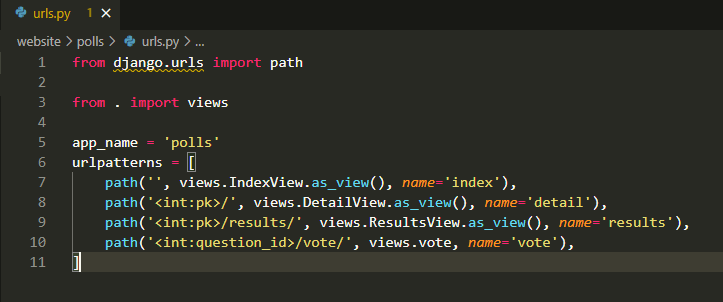 urls.py 1 ×
website > polls > urls.py > ...
1 from django.urls import path
2
3 from . import views
4
5 app_name = 'polls'
6 urlpatterns = [
7     path('', views.IndexView.as_view(), name='index'),
8     path('<int:pk>/', views.DetailView.as_view(), name='detail'),
9     path('<int:pk>/results/', views.ResultsView.as_view(), name='results'),
10     path('<int:question_id>/vote/', views.vote, name='vote'),
11 ]